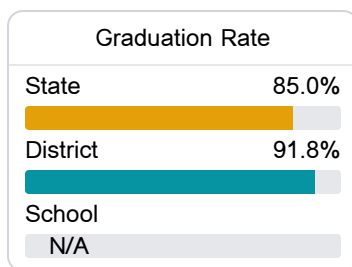 Graduation Rate
State 85.0%
District 91.8%
School
N/A